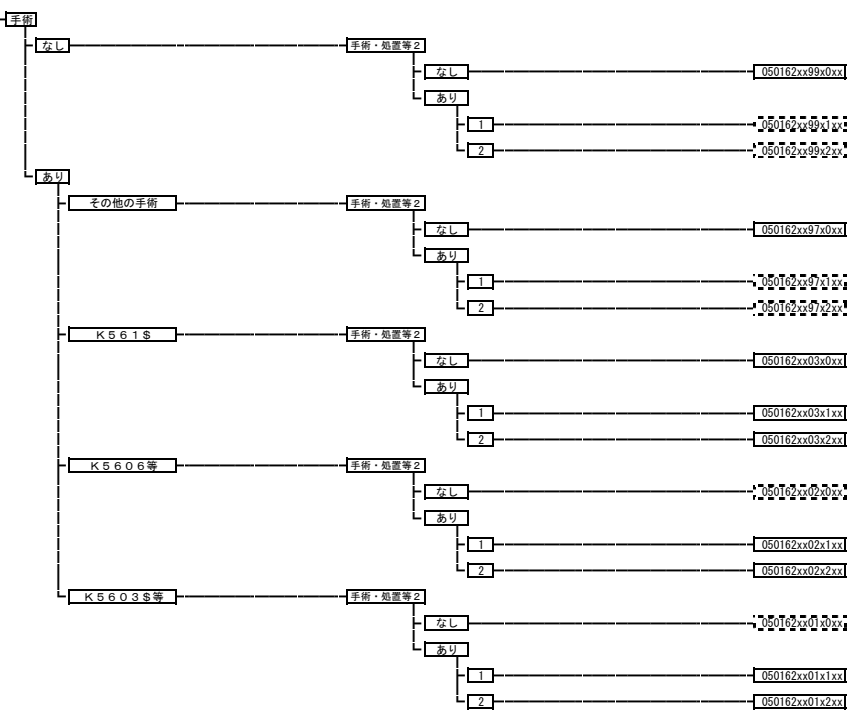 手術
なし 手術・処置等2
なし 050162xx99x0xx
あり
1 050162xx99x1xx
2 050162xx99x2xx
あり
その他の手術 手術・処置等2
なし 050162xx97x0xx
あり
1 050162xx97x1xx
2 050162xx97x2xx
K561$ 手術・処置等2
なし 050162xx03x0xx
あり
1 050162xx03x1xx
2 050162xx03x2xx
K5606等 手術・処置等2
なし 050162xx02x0xx
あり
1 050162xx02x1xx
2 050162xx02x2xx
K5603$等 手術・処置等2
なし 050162xx01x0xx
あり
1 050162xx01x1xx
2 050162xx01x2xx